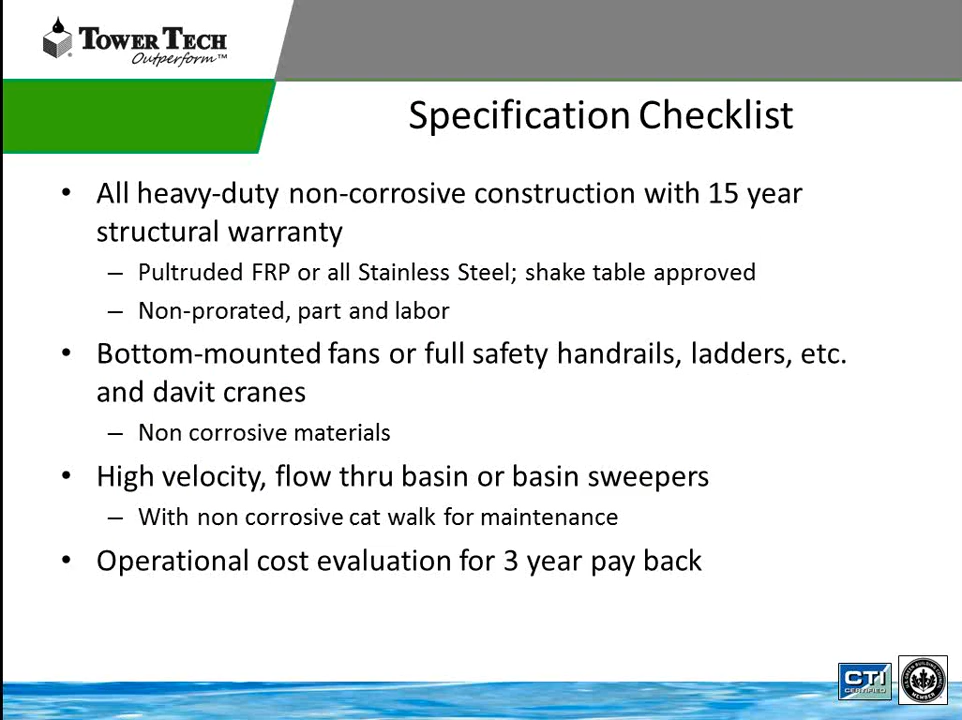 TOWER TECH
Outperform™
Specification Checklist
• All heavy-duty non-corrosive construction with 15 year
structural warranty
– Pultruded FRP or all Stainless Steel; shake table approved
– Non-prorated, part and labor
• Bottom-mounted fans or full safety handrails, ladders, etc.
and davit cranes
– Non corrosive materials
• High velocity, flow thru basin or basin sweepers
– With non corrosive cat walk for maintenance
• Operational cost evaluation for 3 year pay back
CTI
CERTIFIED
MEMBER